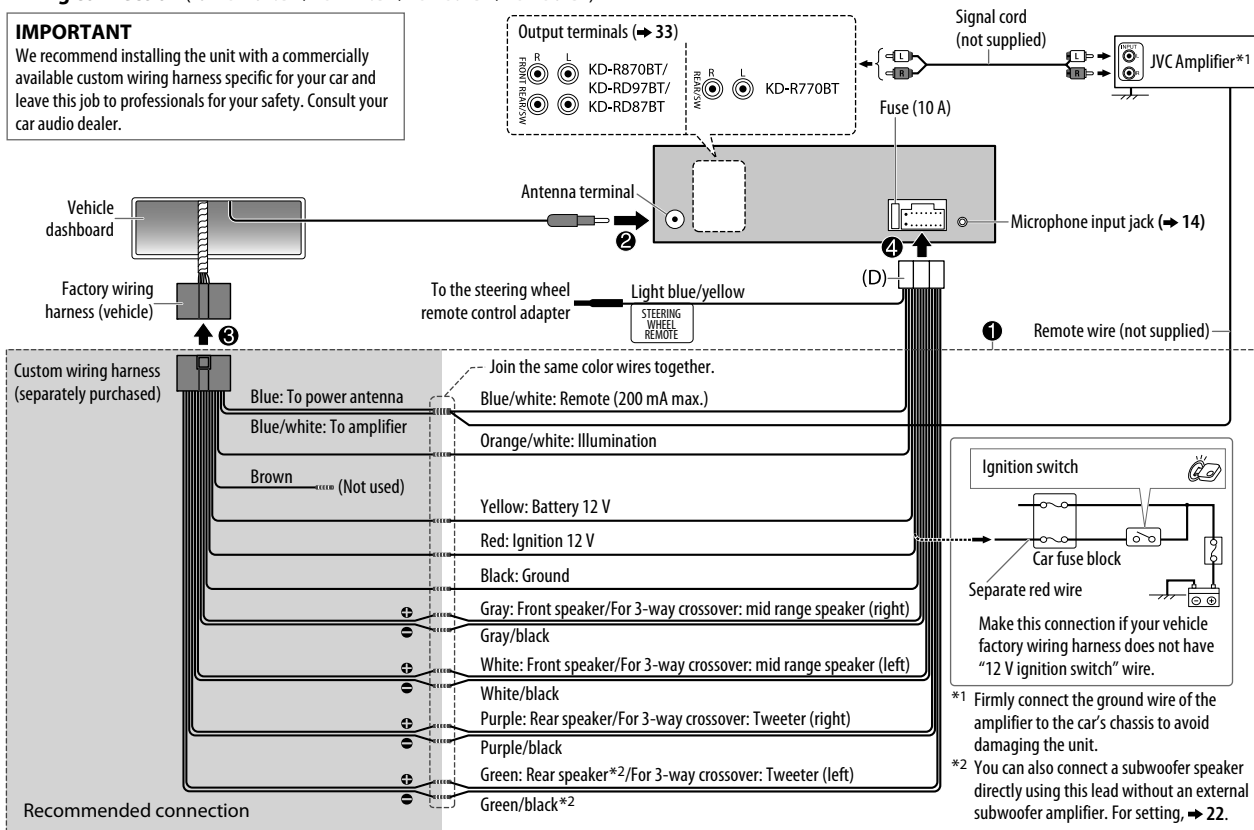 IMPORTANT
We recommend installing the unit with a commercially
available custom wiring harness specific for your car and
leave this job to professionals for your safety. Consult your
car audio dealer.
Output terminals (➜ 33)
R L
FRONT
REAR/SW
KD-R870BT/
KD-RD97BT/
KD-RD87BT
R L
REAR/SW
KD-R770BT
Signal cord
(not supplied)
L
R
L
R
INPUT
L
R
JVC Amplifier*1
Fuse (10 A)
Antenna terminal
Vehicle
dashboard
2
4
Microphone input jack (➜ 14)
(D)
Factory wiring
harness (vehicle)
3
To the steering wheel
remote control adapter
Light blue/yellow
STEERING
WHEEL
REMOTE
1
Remote wire (not supplied)
Custom wiring harness
(separately purchased)
Join the same color wires together.
Blue: To power antenna
Blue/white: Remote (200 mA max.)
Blue/white: To amplifier
Orange/white: Illumination
Brown
(Not used)
Yellow: Battery 12 V
Red: Ignition 12 V
Black: Ground
+
Gray: Front speaker/For 3-way crossover: mid range speaker (right)
−
Gray/black
+
White: Front speaker/For 3-way crossover: mid range speaker (left)
−
White/black
+
Purple: Rear speaker/For 3-way crossover: Tweeter (right)
−
Purple/black
+
Green: Rear speaker*2/For 3-way crossover: Tweeter (left)
−
Green/black*2
Recommended connection
Ignition switch
Car fuse block
Separate red wire
− +
Make this connection if your vehicle
factory wiring harness does not have
“12 V ignition switch” wire.
*1 Firmly connect the ground wire of the
amplifier to the car’s chassis to avoid
damaging the unit.
*2 You can also connect a subwoofer speaker
directly using this lead without an external
subwoofer amplifier. For setting, ➜ 22.